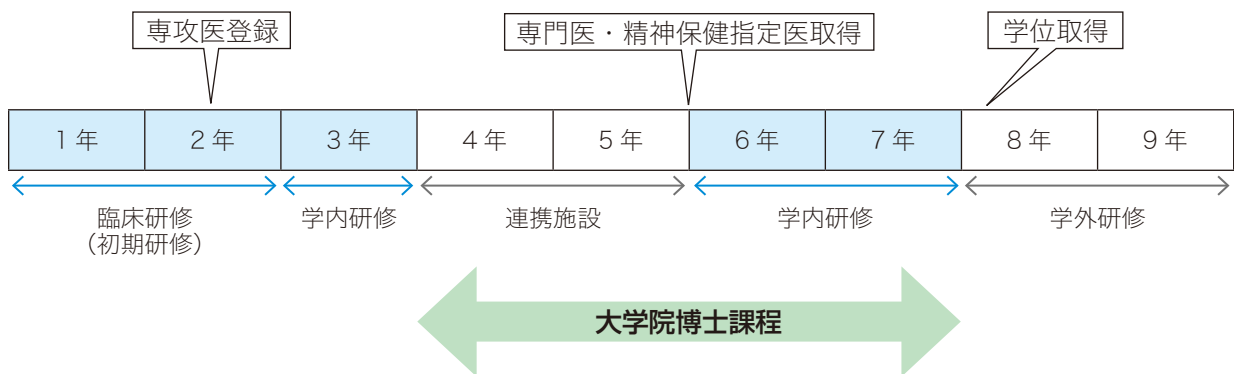 専攻医登録
専門医・精神保健指定医取得
学位取得
1年
2年
3年
4年
5年
6年
7年
8年
9年
臨床研修
（初期研修）
学内研修
連携施設
学内研修
学外研修
大学院博士課程